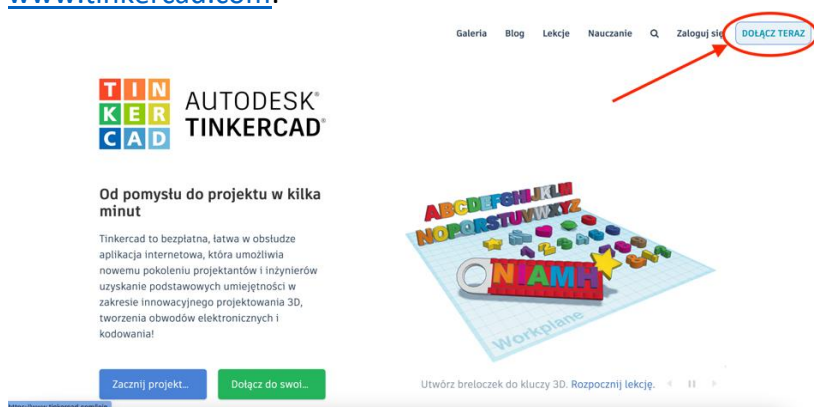 www.tinkercad.com.
Galeria Blog Lekcje Nauczanie Zaloguj się DOŁĄCZ TERAZ
TIN
KER
CAD
AUTODESK®
TINKERCAD®
Od pomysłu do projektu w kilka
minut
Tinkercad to bezpłatna, łatwa w obsłudze
aplikacja internetowa, która umożliwia
nowemu pokoleniu projektantów i inżynierów
uzyskanie podstawowych umiejętności w
zakresie innowacyjnego projektowania 3D,
tworzenia obwodów elektronicznych i
kodowania!
ABCDEFGHIJKLM
NOPQRSTUVWXYZ
NIAMH
Workplane
Zacznij projekt... Dołącz do swoi...
Utwórz breloczek do kluczy 3D. Rozpocznij lekcję.